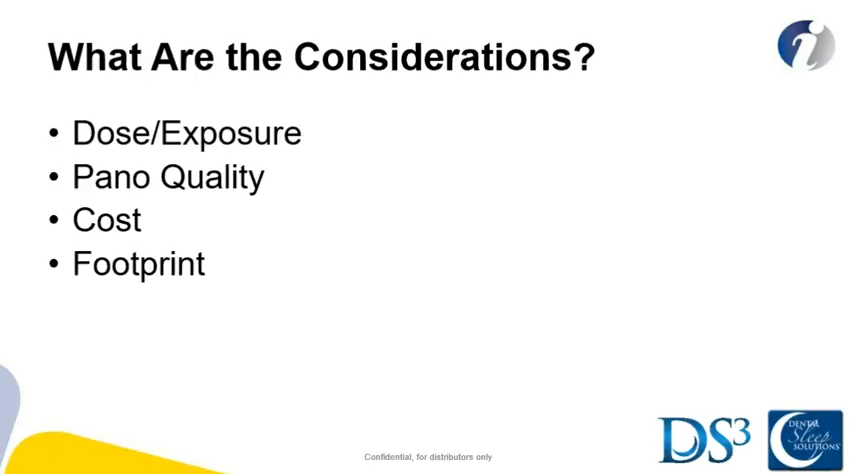 What Are the Considerations?
i
• Dose/Exposure
• Pano Quality
• Cost
• Footprint
Confidential, for distributors only
DS3
DENTAL
Sleep
SOLUTIONS